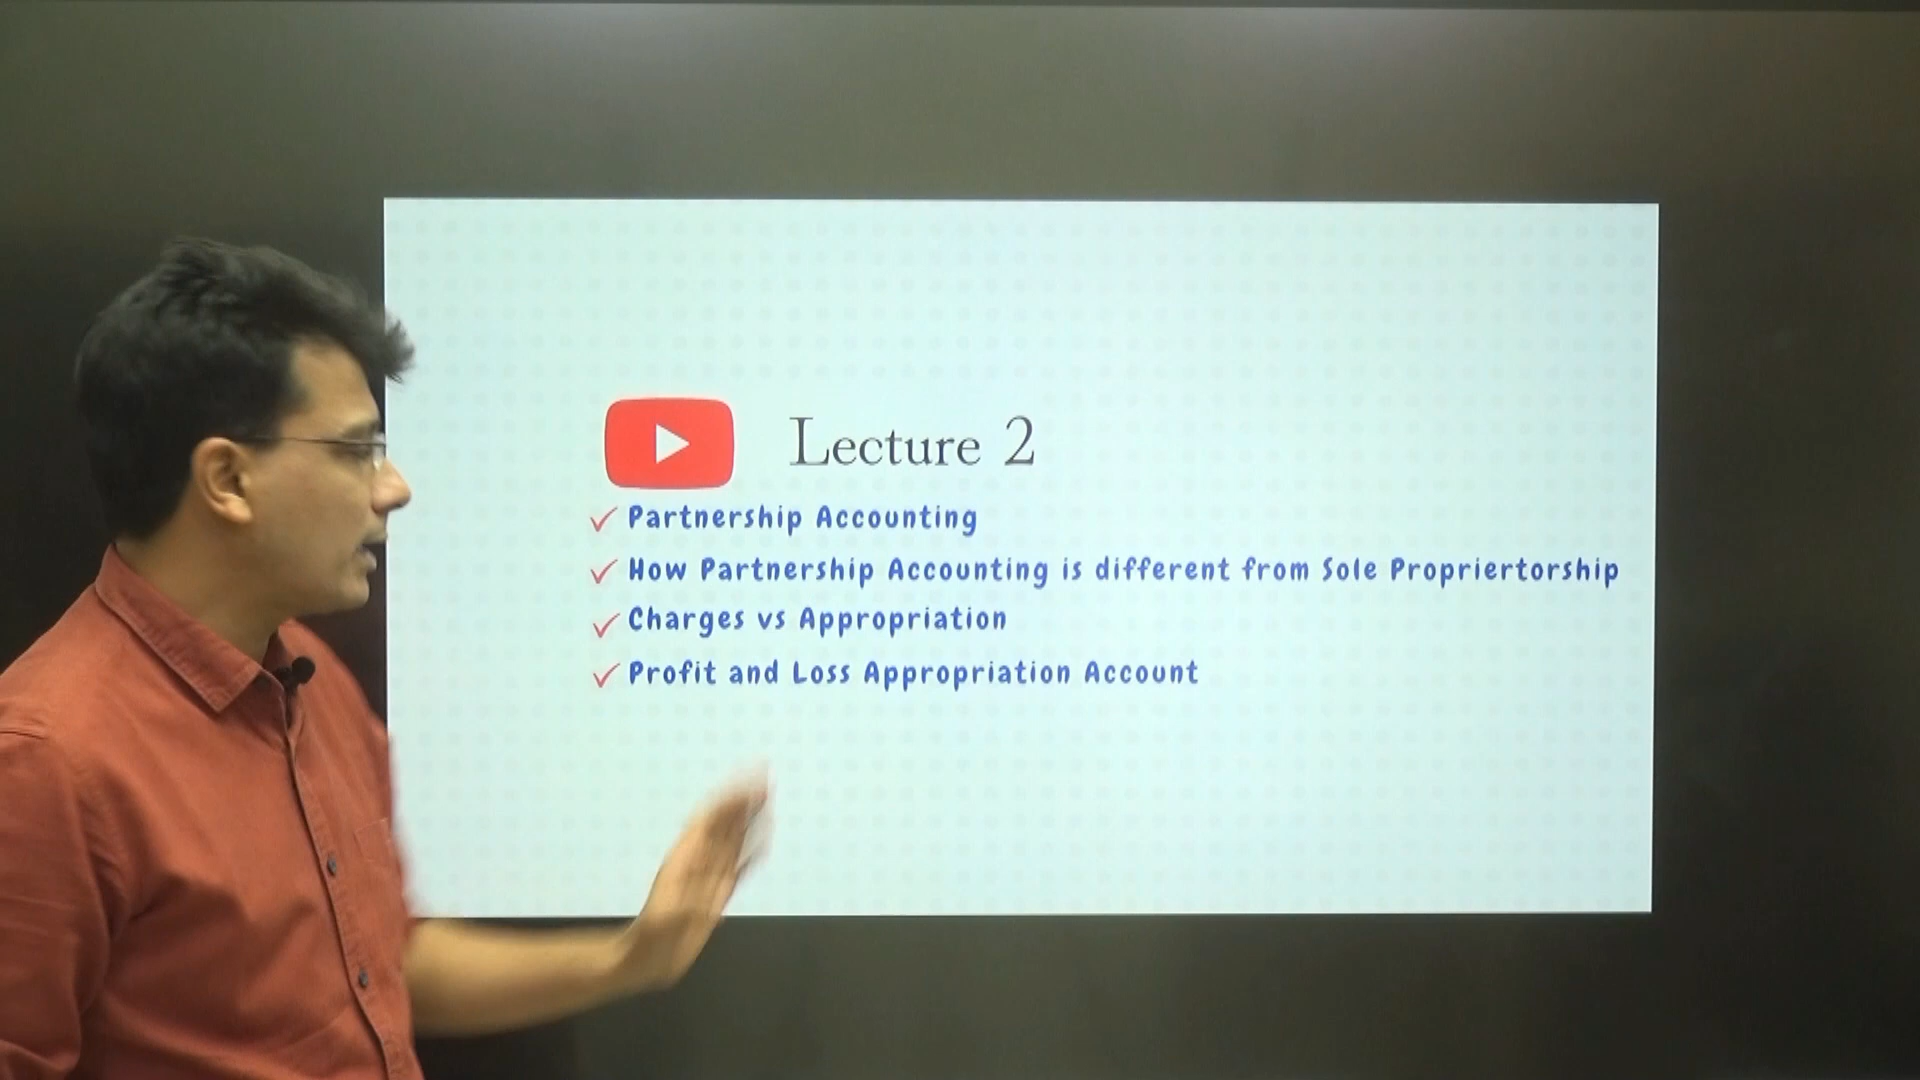 Lecture 2
Partnership Accounting
How Partnership Accounting is different from Sole Propriertorship
Charges vs Appropriation
Profit and Loss Appropriation Account